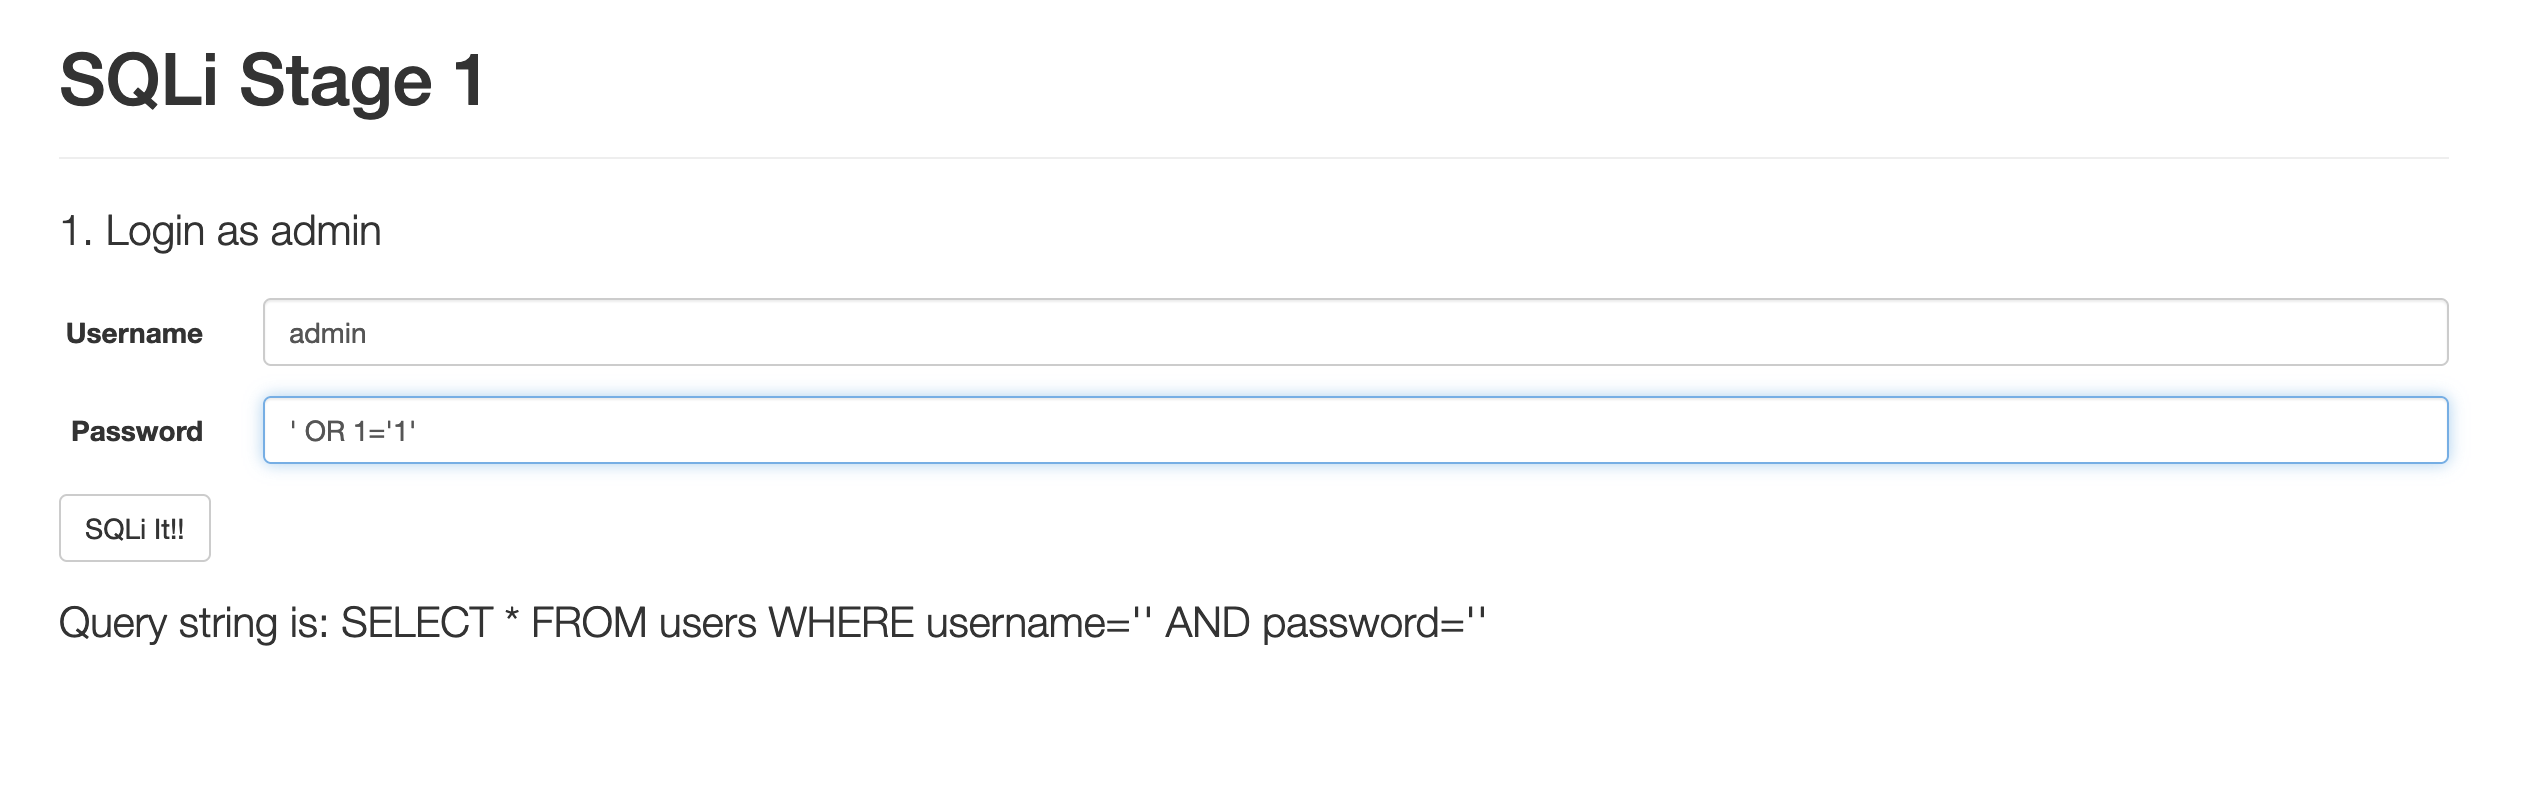 SQLi Stage 1
1. Login as admin
Username admin
Password ' OR 1='1'
SQLi It!!
Query string is: SELECT * FROM users WHERE username='' AND password=''